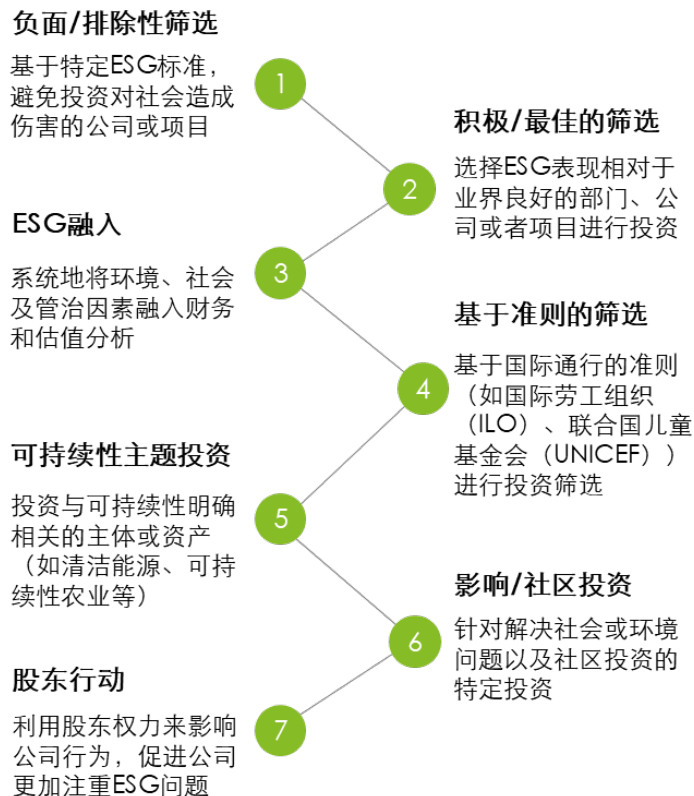 负面/排除性筛选
基于特定ESG标准，
避免投资对社会造成
伤害的公司或项目
1
积极/最佳的筛选
选择ESG表现相对于
业界良好的部门、公
司或者项目进行投资
2
ESG融入
系统地将环境、社会
及管治因素融入财务
和估值分析
3
基于准则的筛选
基于国际通行的准则
（如国际劳工组织
（ILO）、联合国儿童
基金会（UNICEF））
进行投资筛选
4
可持续性主题投资
投资与可持续性明确
相关的主体或资产
（如清洁能源、可持
续性农业等）
5
影响/社区投资
针对解决社会或环境
问题以及社区投资的
特定投资
6
股东行动
利用股东权力来影响
公司行为，促进公司
更加注重ESG问题
7